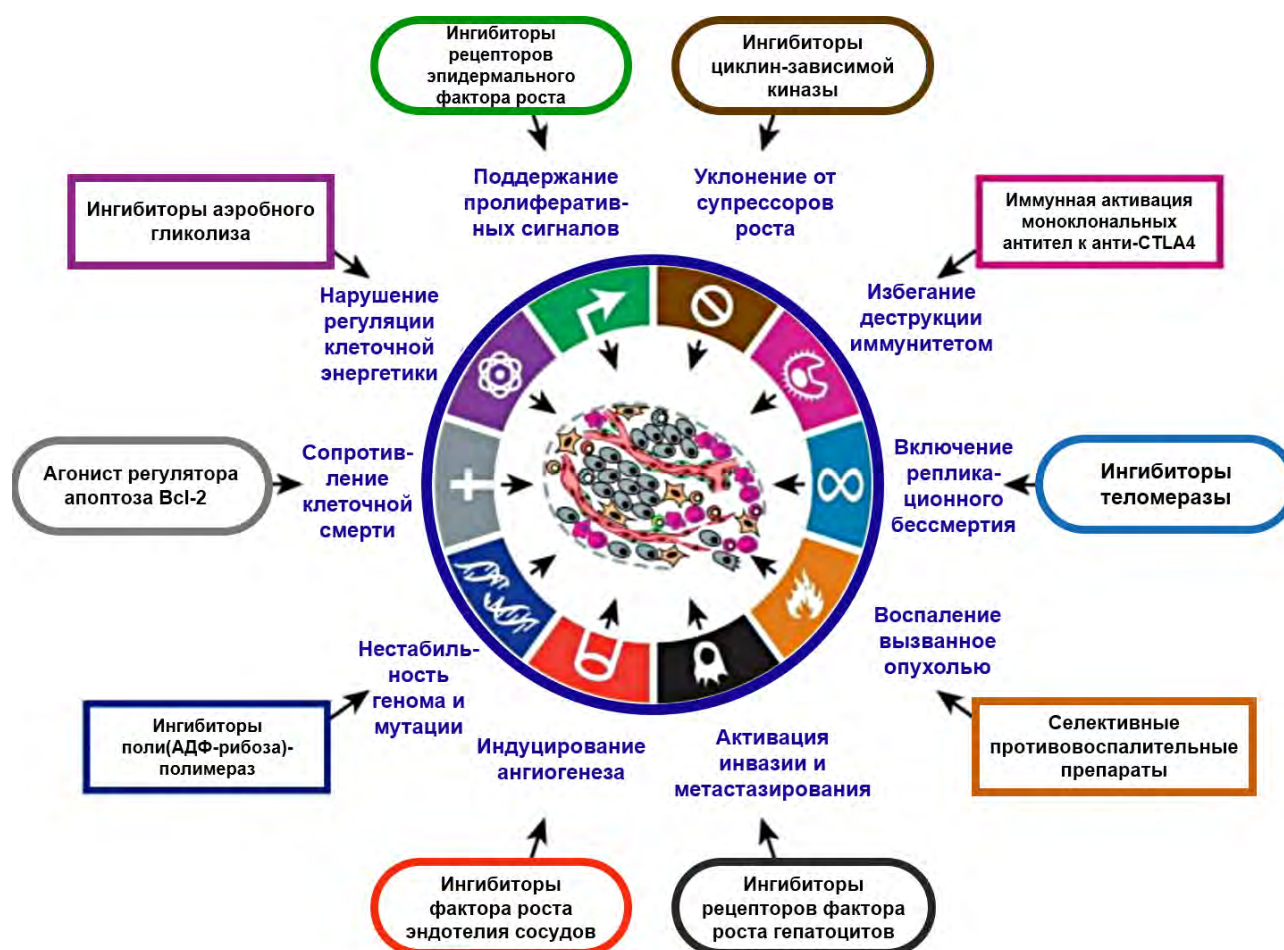 Ингибиторы
рецепторов
эпидермального
фактора роста
Ингибиторы
циклин-зависимой
киназы
Поддержание
пролифератив-
ных сигналов
Уклонение от
супрессоров
роста
Ингибиторы аэробного
гликолиза
Иммунная активация
моноклональных
антител к анти-CTLA4
Нарушение
регуляции
клеточной
энергетики
Избегание
деструкции
иммунитетом
Агонист регулятора
апоптоза Bcl-2
Сопротив-
ление
клеточной
смерти
Включение
реплика-
ционного
бессмертия
Ингибиторы
теломеразы
Нестабиль-
ность
генома и
мутации
Воспаление
вызванное
опухолью
Ингибиторы
поли(АДФ-рибоза)-
полимераз
Индуцирование
ангиогенеза
Активация
инвазии и
метастазирования
Селективные
противовоспалительные
препараты
Ингибиторы
фактора роста
эндотелия сосудов
Ингибиторы
рецепторов фактора
роста гепатоцитов